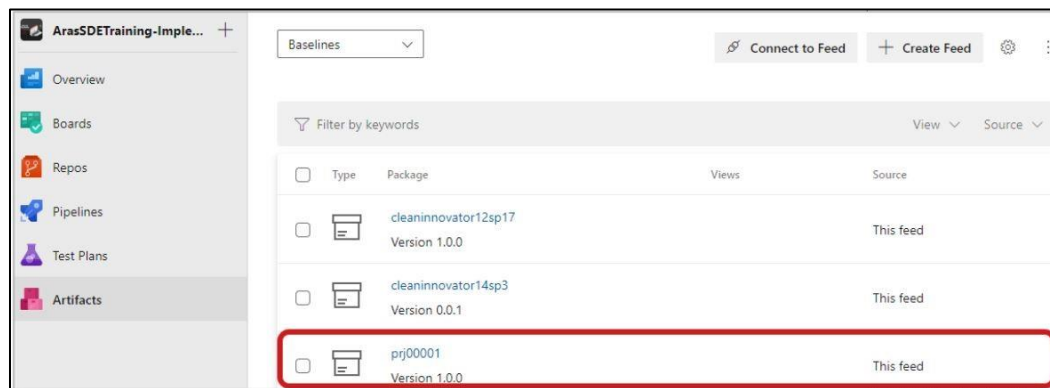 ArasSDETraining-Imple... +
Overview
Boards
Repos
Pipelines
Test Plans
Artifacts
Baselines
Connect to Feed
+ Create Feed
Filter by keywords
View
Source
Type Package Views Source
cleaninnovator12sp17
Version 1.0.0
This feed
cleaninnovator14sp3
Version 0.0.1
This feed
prj00001
Version 1.0.0
This feed